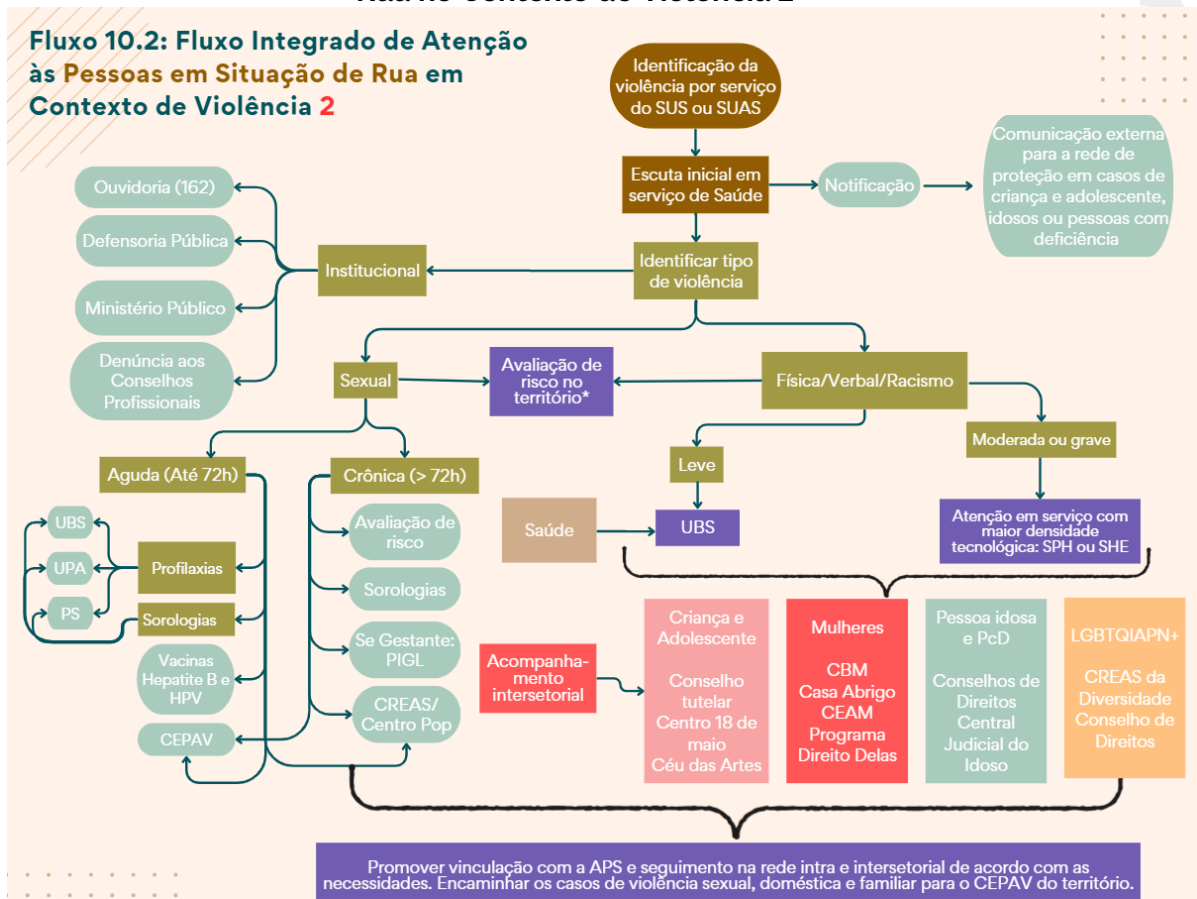 Fluxo 10.2: Fluxo Integrado de Atenção
às Pessoas em Situação de Rua em
Contexto de Violência 2
Identificação da
violência por serviço
do SUS ou SUAS
Escuta inicial em
serviço de Saúde
Notificação
Comunicação externa
para a rede de
proteção em casos de
criança e adolescente,
idosos ou pessoas com
deficiência
Ouvidoria (162)
Defensoria Pública
Ministério Público
Denúncia aos
Conselhos
Profissionais
Institucional
Identificar tipo
de violência
Sexual
Avaliação de
risco no
território*
Física/Verbal/Racismo
Aguda (Até 72h)
Crônica (> 72h)
Leve
Moderada ou grave
UBS
UPA
PS
Profilaxias
Sorologias
Vacinas
Hepatite B e
HPV
CEPAV
Avaliação de
risco
Sorologias
Se Gestante:
PIGL
CREAS/
Centro Pop
Saúde
UBS
Atenção em serviço com
maior densidade
tecnológica: SPH ou SHE
Acompanha-
mento
intersetorial
Criança e
Adolescente
Conselho
tutelar
Centro 18 de
maio
Céu das Artes
Mulheres
CBM
Casa Abrigo
CEAM
Programa
Direito Delas
Pessoa idosa
e PcD
Conselhos de
Direitos
Central
Judicial do
Idoso
LGBTQIAPN+
CREAS da
Diversidade
Conselho de
Direitos
Promover vinculação com a APS e seguimento na rede intra e intersetorial de acordo com as
necessidades. Encaminhar os casos de violência sexual, doméstica e familiar para o CEPAV do território.